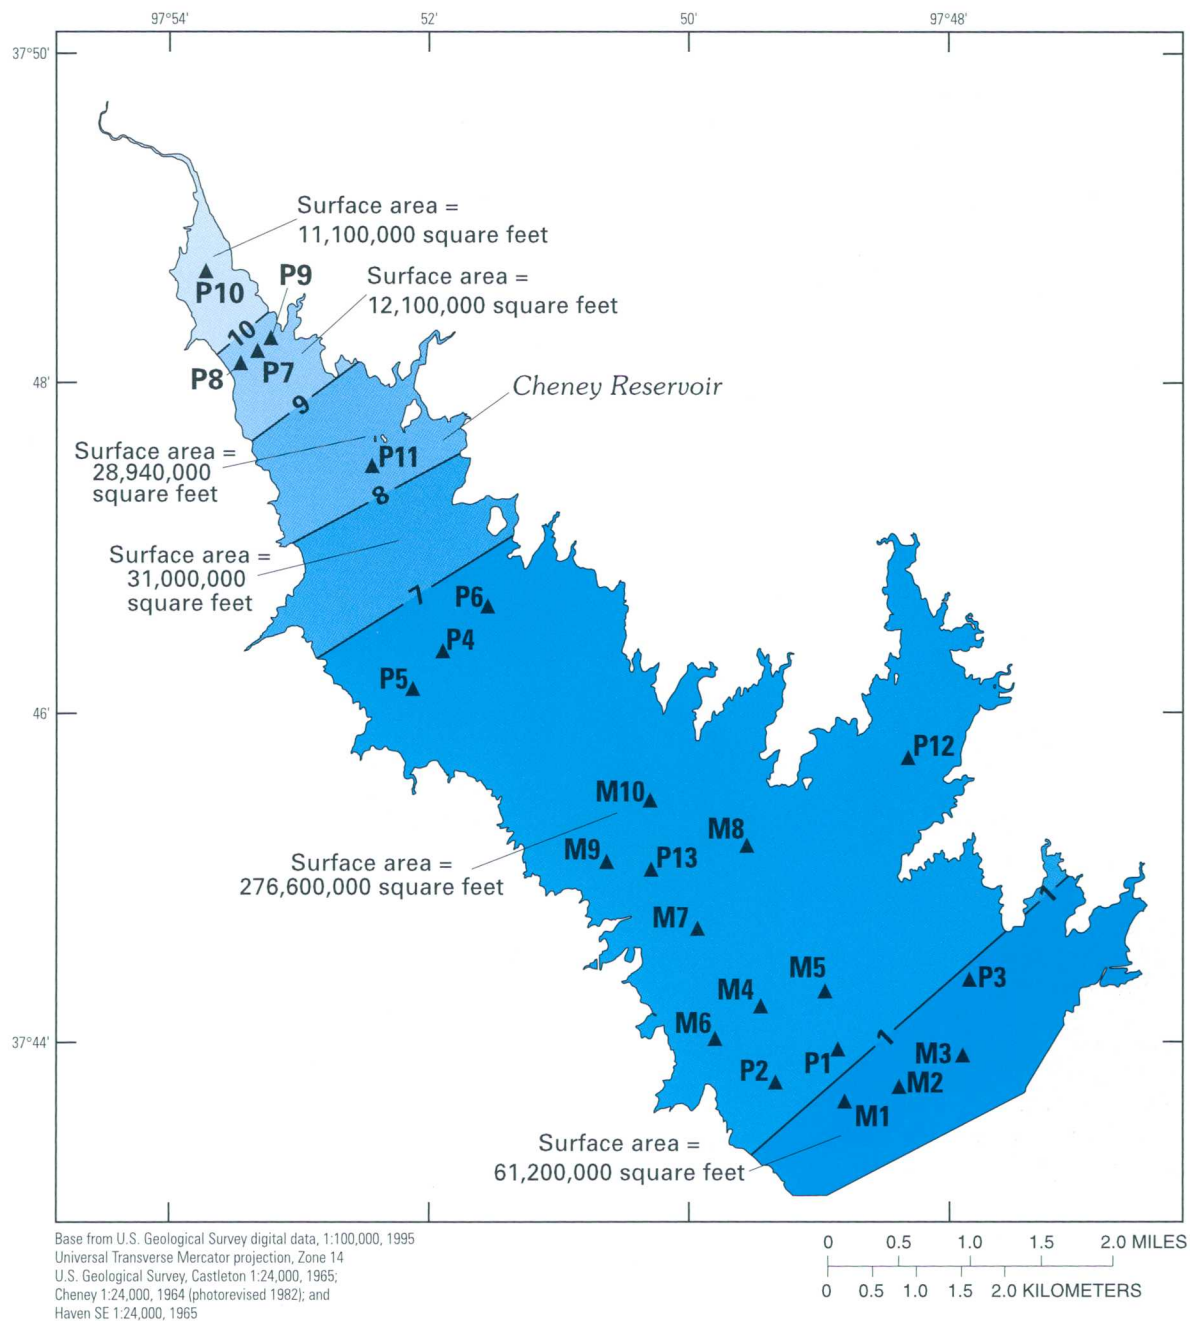 97°54'
52'
50'
97°48'
37°50'
48'
46'
37°44'
Surface area =
11,100,000 square feet
P10
P9
Surface area =
12,100,000 square feet
10
P8
P7
9
Cheney Reservoir
Surface area =
28,940,000
square feet
P11
8
Surface area =
31,000,000
square feet
7
P6
P4
P5
P12
M10
M8
M9
P13
Surface area =
276,600,000 square feet
M7
1
M5
P3
M4
M6
1
P1
M3
P2
M2
M1
Surface area =
61,200,000 square feet
Base from U.S. Geological Survey digital data, 1:100,000, 1995
Universal Transverse Mercator projection, Zone 14
U.S. Geological Survey, Castleton 1:24,000, 1965;
Cheney 1:24,000, 1964 (photorevised 1982); and
Haven SE 1:24,000, 1965
0 0.5 1.0 1.5 2.0 MILES
0 0.5 1.0 1.5 2.0 KILOMETERS